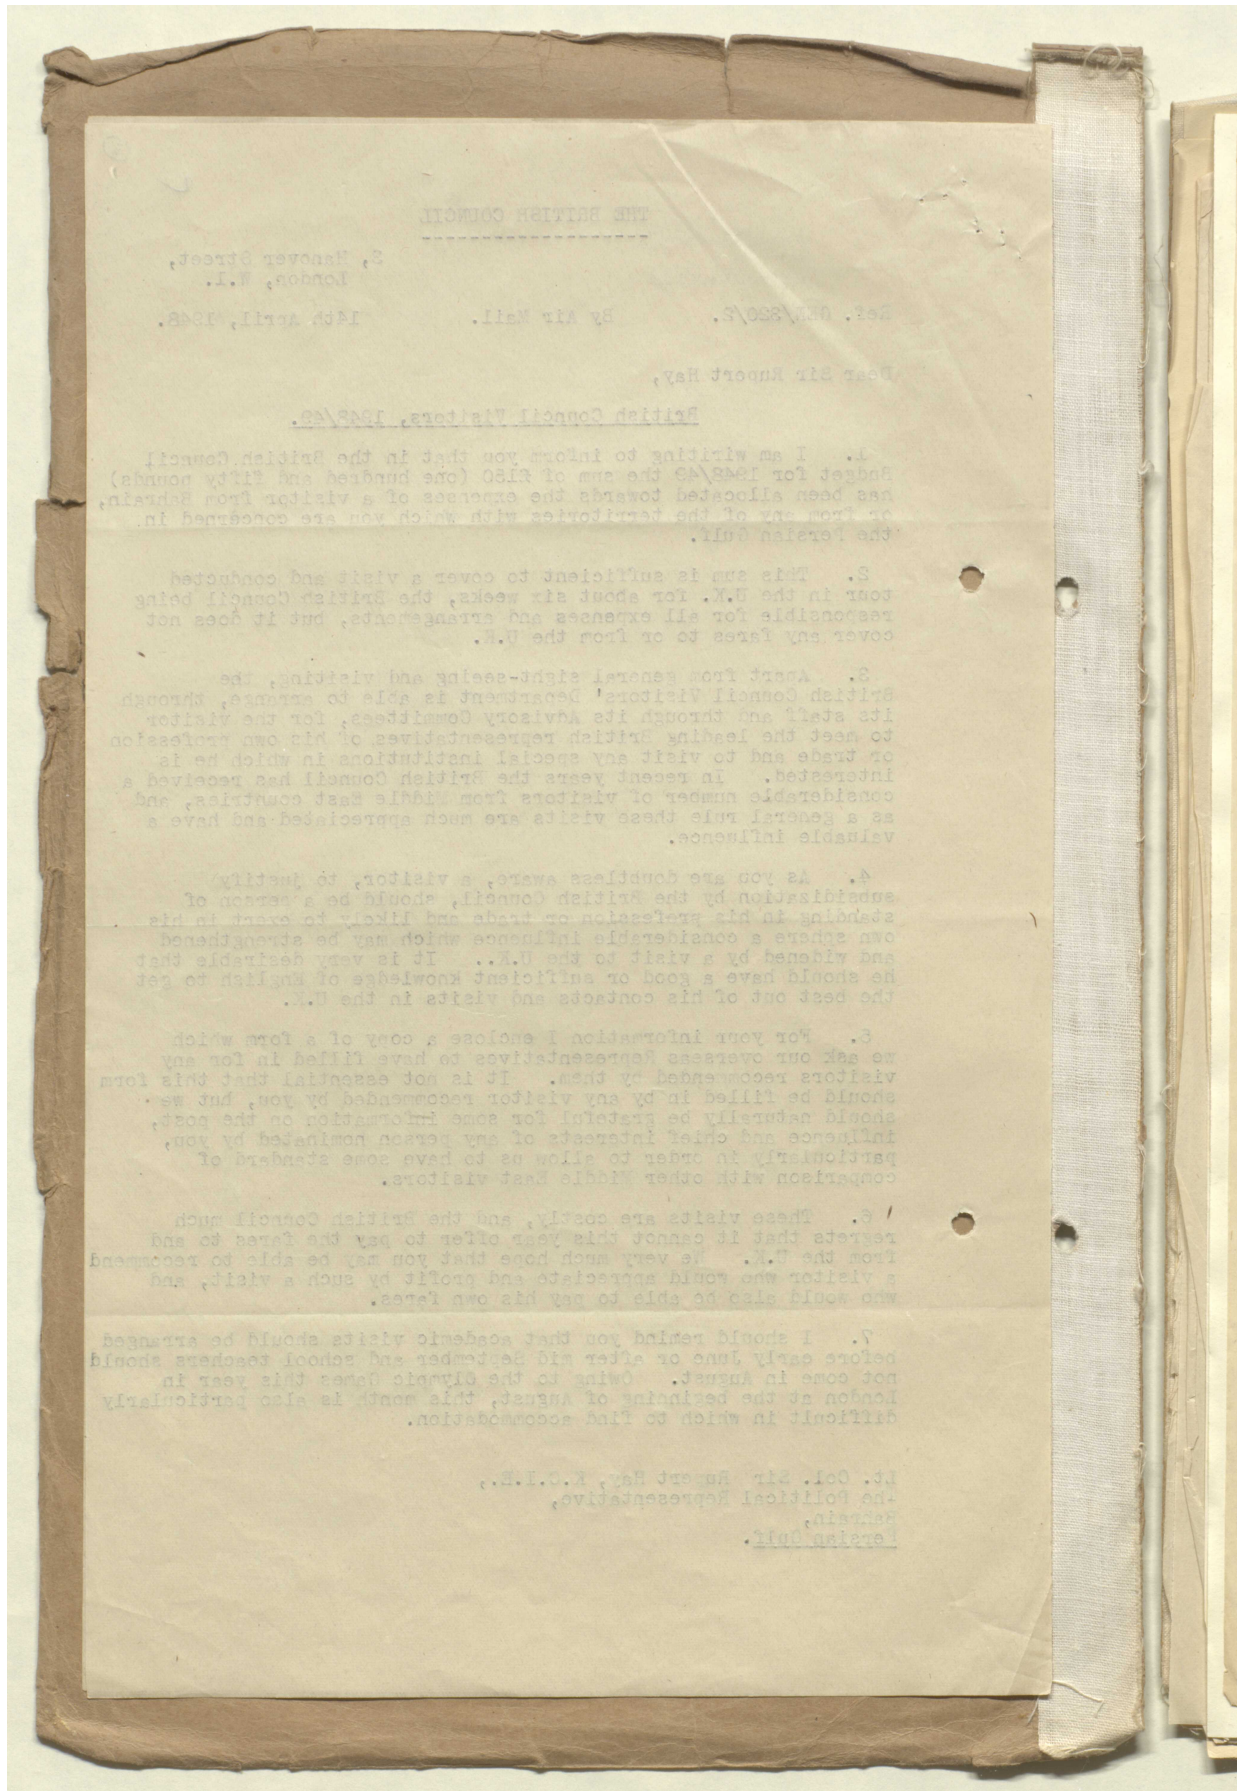 THE BRITISH COUNCIL
3, Hanover Street,
London, W.1.
Ref. GEN/320/2. By Air Mail. 14th April, 1948.
Dear Sir Rupert Hay,
British Council Visitors, 1948/49.
1. I am wiriting to inform you that in the British Council
Budget for 1948/49 the sum of £150 (one hundred and fifty pounds)
has been allocated towards the expenses of a visitor from Bahrain,
or from any of the territories with which you are concerned in
the Persian Gulf.
2. This sum is sufficient to cover a visit and conducted
tour in the U.K. for about six weeks, the British Council being
responsible for all expenses and arrangements, but it does not
cover any fares to or from the U.K.
3. Apart from general sight-seeing and visiting, the
British Council Visitors' Department is able to arrange, through
its staff and through its Advisory Committees, for the visitor
to meet the leading British representatives of his own profession
or trade and to visit any special institutions in which he is
interested. In recent years the British Council has received a
considerable number of visitors from Middle East countries, and
as a general rule these visits are much appreciated and have a
valuable influence.
4. As you are doubtless aware, a visitor, to justify
subsidization by the British Council, should be a person of
standing in his profession or trade and likely to exert in his
own sphere a considerable influence which may be strengthened
and widened by a visit to the U.K.. It is very desirable that
he should have a good or sufficient knowledge of English to get
the best out of his contacts and visits in the U.K.
5. For your information I enclose a copy of a form which
we ask our overseas Representatives to have filled in for any
visitors recommended by them. It is not essential that this form
should be filled in by any visitor recommended by you, but we
should naturally be grateful for some information on the post,
influence and chief interests of any person nominated by you,
particularly in order to allow us to have some standard of
comparison with other Middle East visitors.
6. These visits are costly, and the British Council much
regrets that it cannot this year offer to pay the fares to and
from the U.K. We very much hope that you may be able to recommend
a visitor who would appreciate and profit by such a visit, and
who would also be able to pay his own fares.
7. I should remind you that academic visits should be arranged
before early June or after mid September and school teachers should
not come in August. Owing to the Olympic Games this year in
London at the beginning of August, this month is also particularly
difficult in which to find accommodation.
Lt. Col. Sir Rupert Hay, K.C.I.E.,
The Political Representative,
Bahrain,
Persian Gulf.